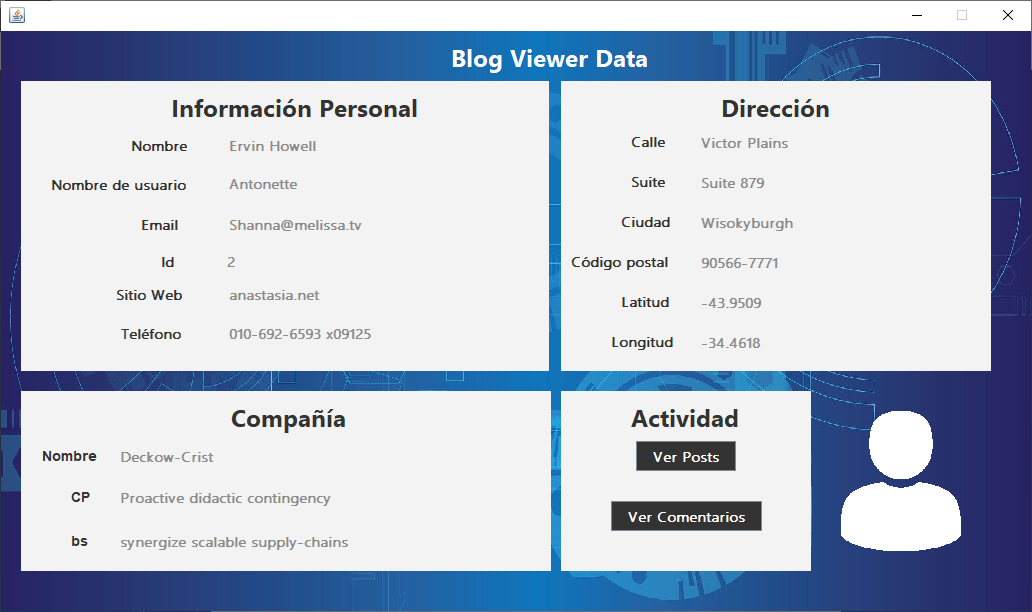 Blog Viewer Data
Información Personal
Nombre Ervin Howell
Nombre de usuario Antonette
Email Shanna@melissa.tv
Id 2
Sitio Web anastasia.net
Teléfono 010-692-6593 x09125
Dirección
Calle Victor Plains
Suite Suite 879
Ciudad Wisokyburgh
Código postal 90566-7771
Latitud -43.9509
Longitud -34.4618
Compañía
Nombre Deckow-Crist
CP Proactive didactic contingency
bs synergize scalable supply-chains
Actividad
Ver Posts
Ver Comentarios